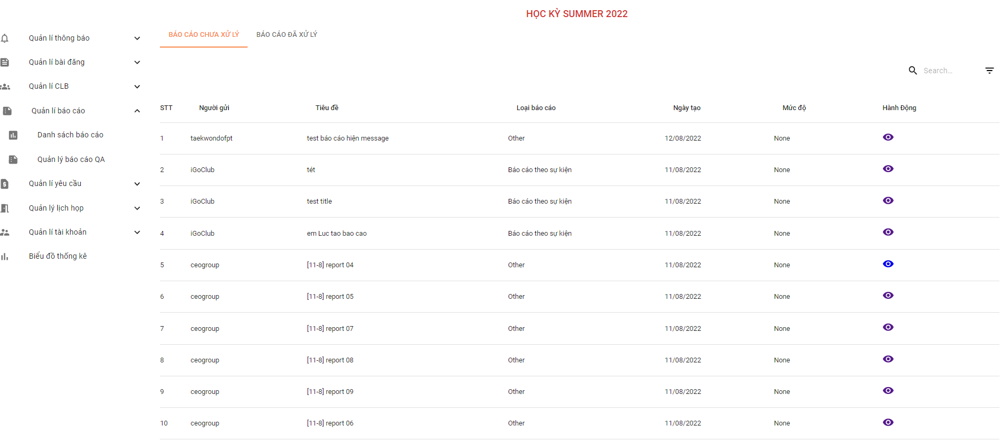 HỌC KỲ SUMMER 2022
BÁO CÁO CHƯA XỬ LÝ BÁO CÁO ĐÃ XỬ LÝ
Quản lí thông báo
Quản lí bài đăng
Quản lí CLB
Quản lí báo cáo
Danh sách báo cáo
Quản lý báo cáo QA
Quản lí yêu cầu
Quản lý lịch họp
Quản lí tài khoản
Biểu đồ thống kê
Search...
STT Người gửi Tiêu đề Loại báo cáo Ngày tạo Mức độ Hành Động
1 taekwondofpt test báo cáo hiện message Other 12/08/2022 None
2 iGoClub tét Báo cáo theo sự kiện 11/08/2022 None
3 iGoClub test title Báo cáo theo sự kiện 11/08/2022 None
4 iGoClub em Luc tao bao cao Báo cáo theo sự kiện 11/08/2022 None
5 ceogroup [11-8] report 04 Other 11/08/2022 None
6 ceogroup [11-8] report 05 Other 11/08/2022 None
7 ceogroup [11-8] report 07 Other 11/08/2022 None
8 ceogroup [11-8] report 08 Other 11/08/2022 None
9 ceogroup [11-8] report 09 Other 11/08/2022 None
10 ceogroup [11-8] report 06 Other 11/08/2022 None